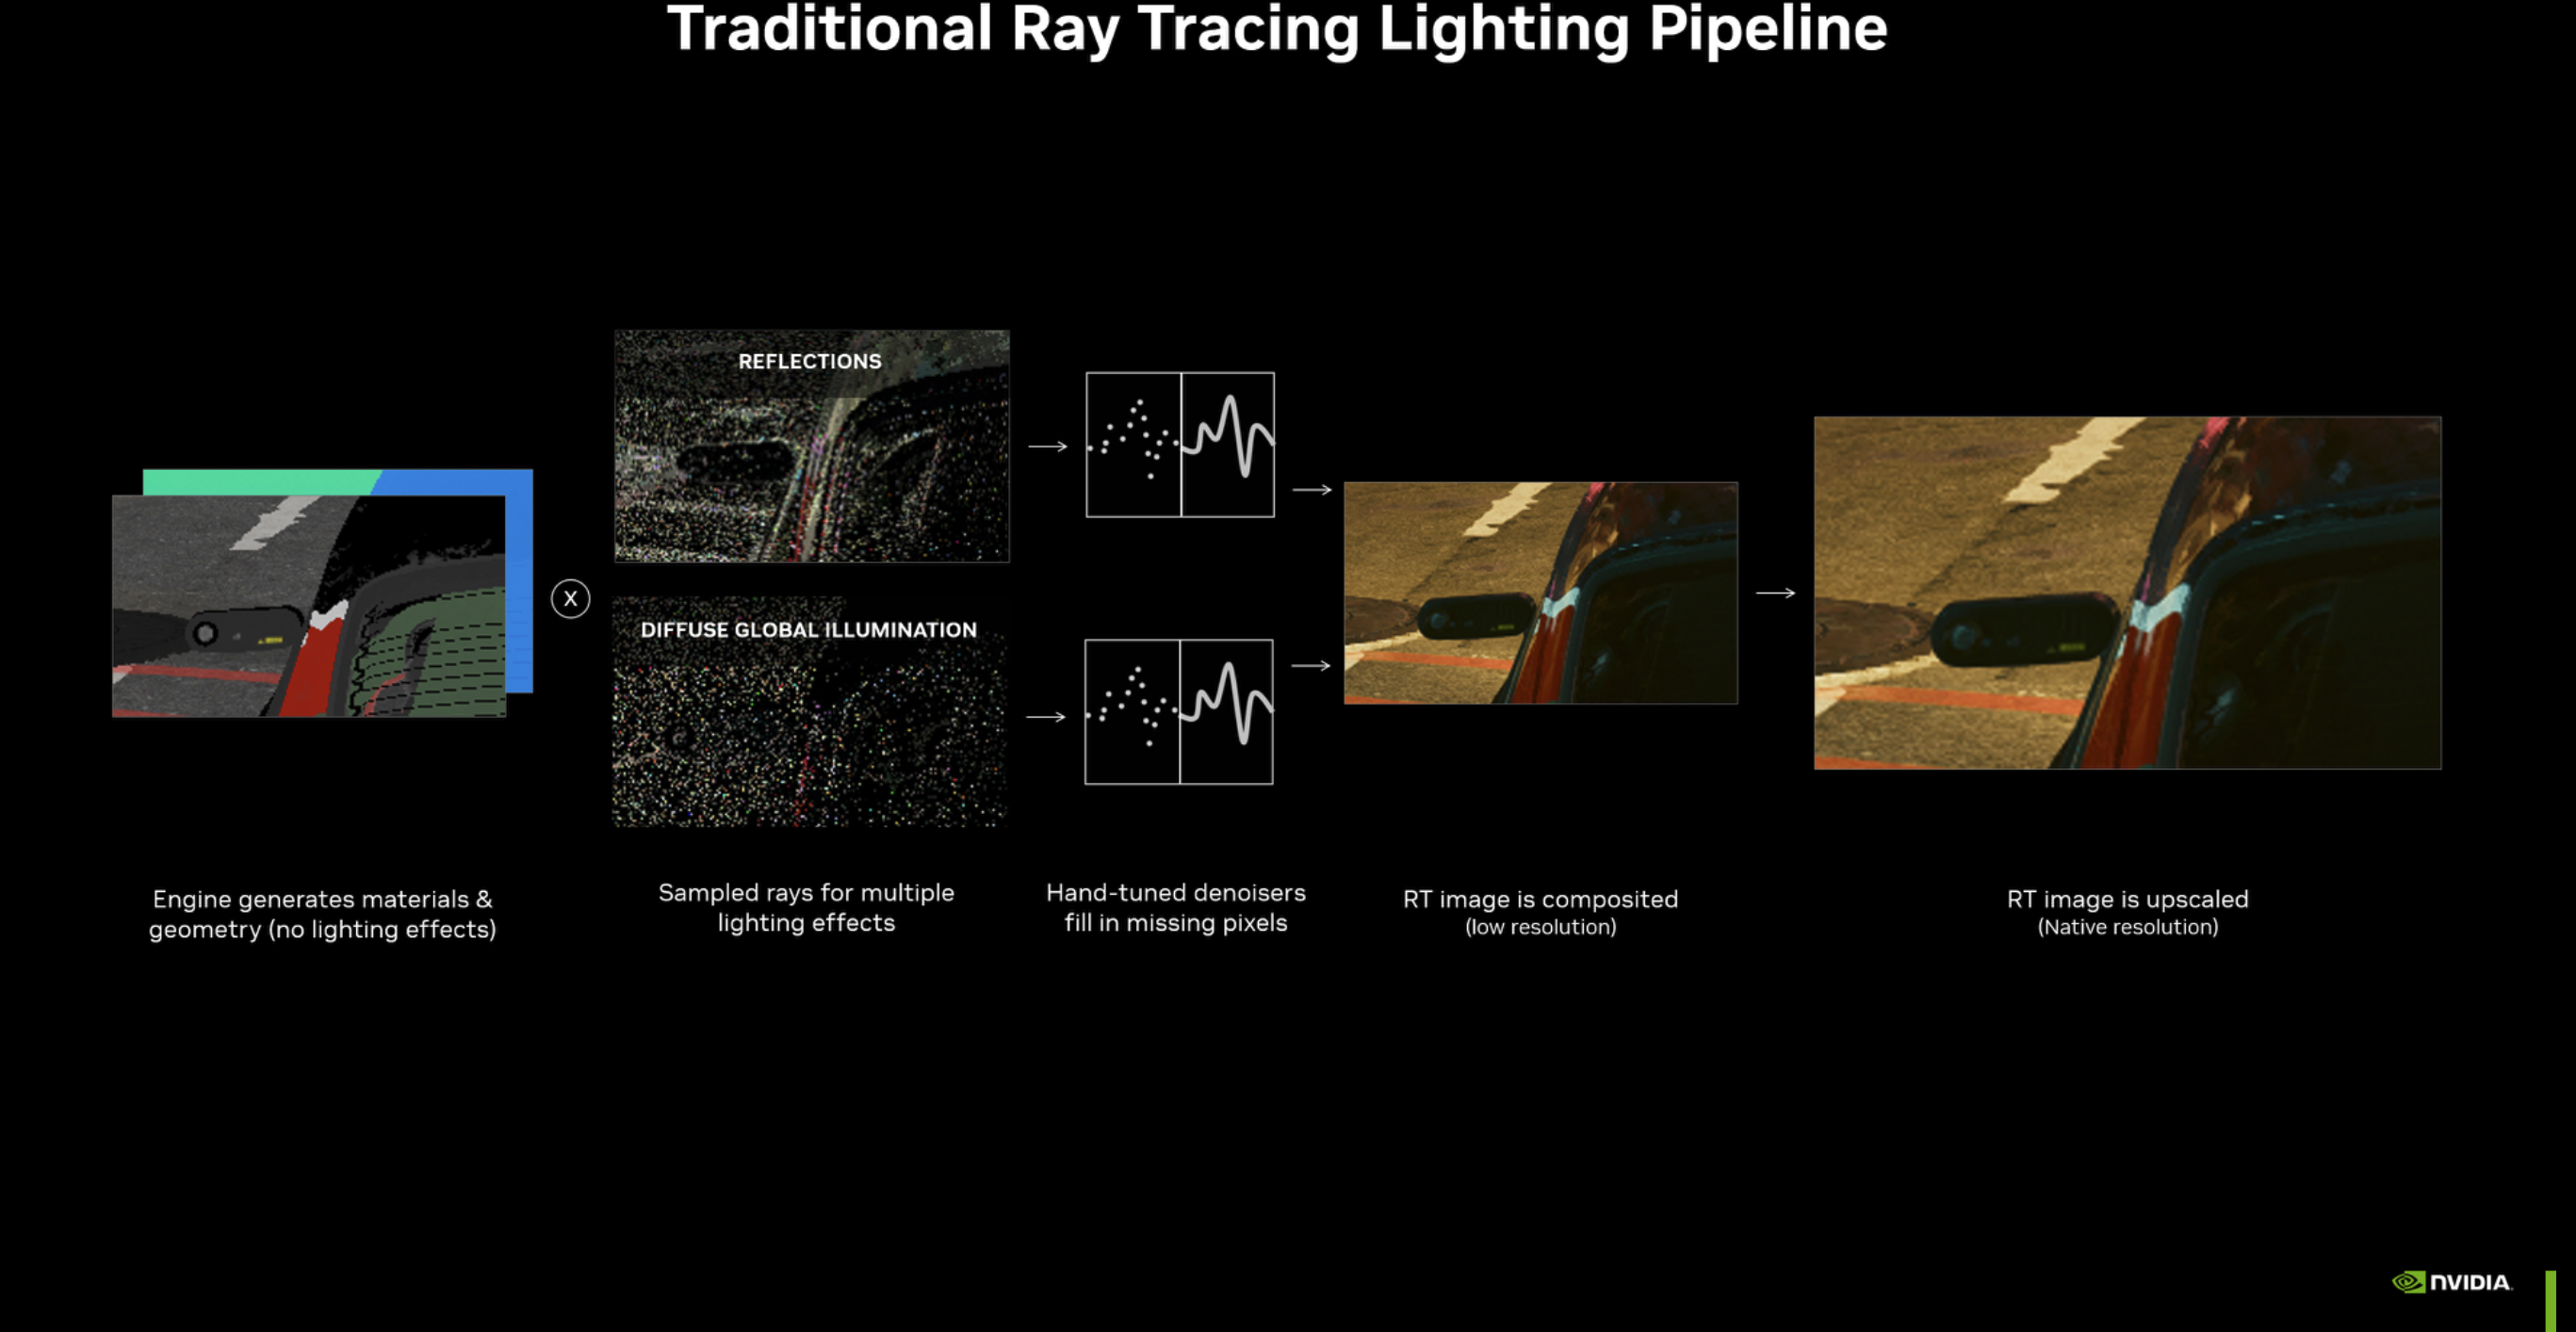 Traditional Ray Tracing Lighting Pipeline
REFLECTIONS
X
DIFFUSE GLOBAL ILLUMINATION
Engine generates materials &
geometry (no lighting effects)
Sampled rays for multiple
lighting effects
Hand-tuned denoisers
fill in missing pixels
RT image is composited
(low resolution)
RT image is upscaled
(Native resolution)
NVIDIA.